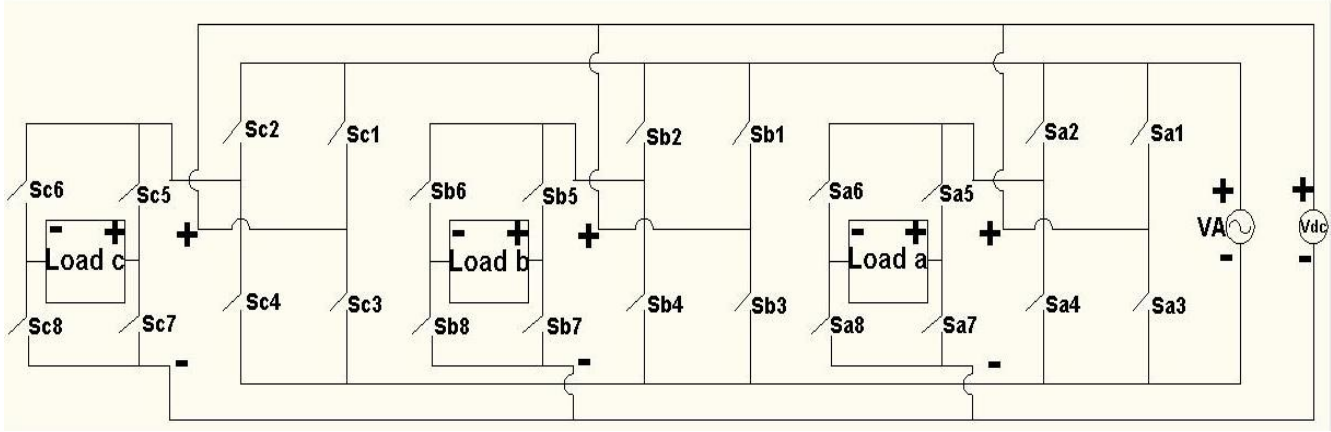 Sc2
Sc1
Sb2
Sb1
Sa2
Sa1
Sc6
Sc5
Sb6
Sb5
Sa6
Sa5
+
+
- +
+
- +
+
- +
+
VA
Vdc
Load c
Load b
Load a
-
-
Sc4
Sc3
Sb4
Sb3
Sa4
Sa3
Sc8
Sc7
Sb8
Sb7
Sa8
Sa7
-
-
-